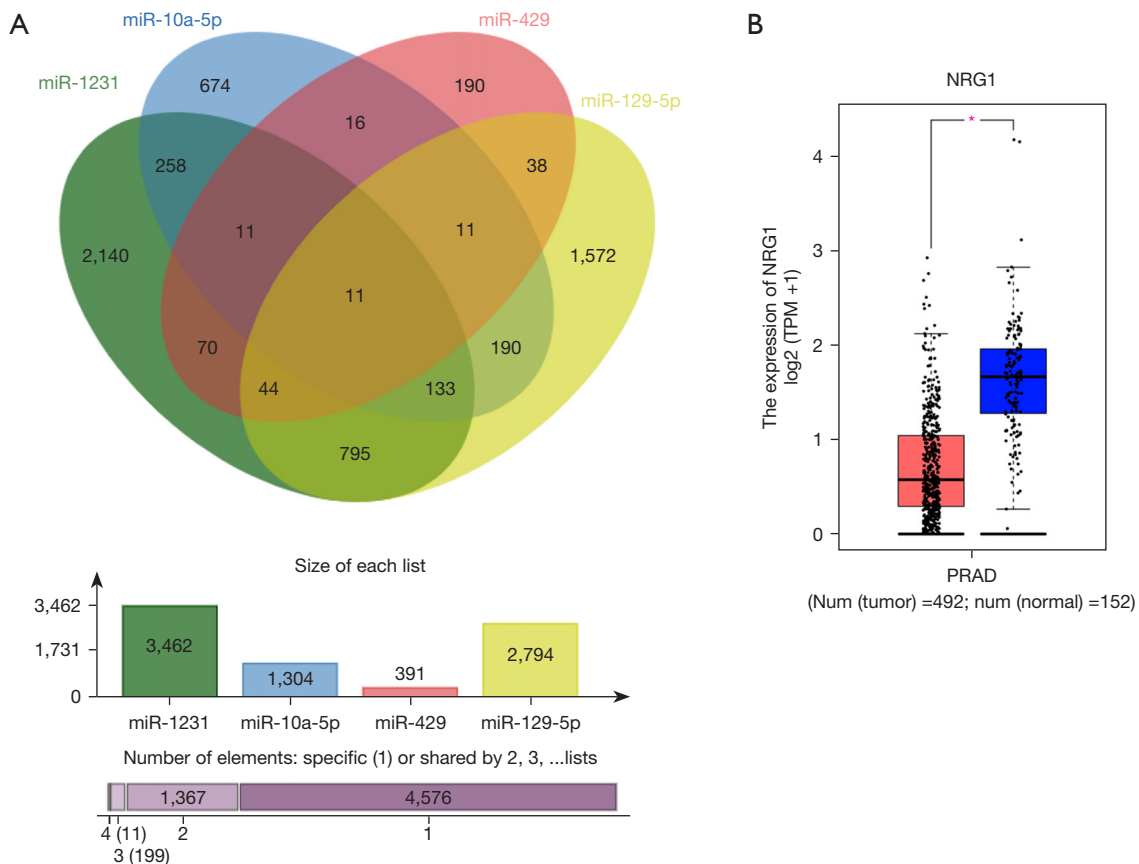 A
miR-10a-5p
miR-429
miR-1231
miR-129-5p
674
190
16
258
38
11
11
2,140
1,572
11
70
190
44
133
795
Size of each list
3,462
1,731
0
3,462
1,304
391
2,794
miR-1231
miR-10a-5p
miR-429
miR-129-5p
Number of elements: specific (1) or shared by 2, 3, ...lists
1,367
4,576
4 (11)
2
1
3 (199)
B
NRG1
*
The expression of NRG1
log2 (TPM +1)
4
3
2
1
0
PRAD
(Num (tumor) =492; num (normal) =152)